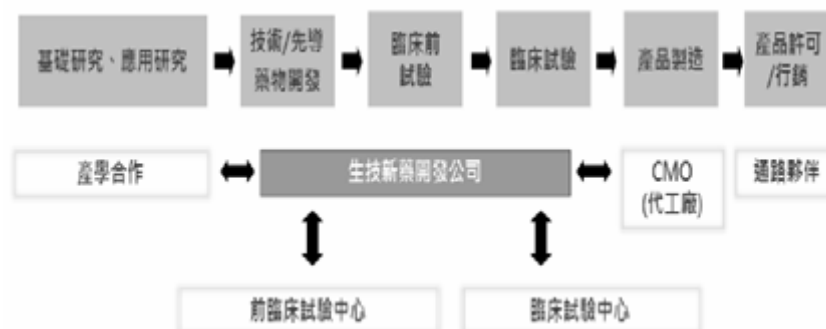 基礎研究、應用研究
技術/先導
藥物開發
臨床前
試驗
臨床試驗
產品製造
產品許可
/行銷
產學合作
生技新藥開發公司
CMO
(代工廠)
通路夥伴
前臨床試驗中心
臨床試驗中心